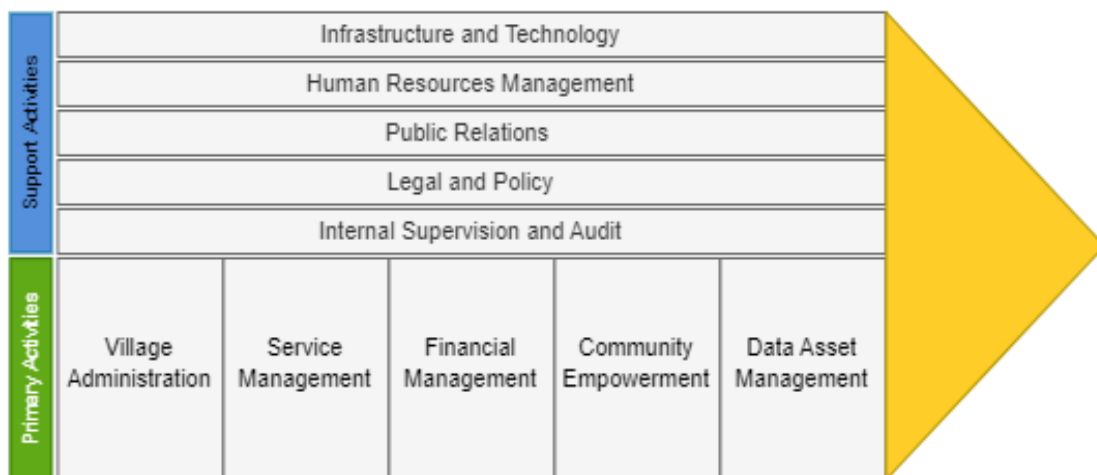 Support Activities
Infrastructure and Technology
Human Resources Management
Public Relations
Legal and Policy
Internal Supervision and Audit
Primary Activities
Village
Administration
Service
Management
Financial
Management
Community
Empowerment
Data Asset
Management